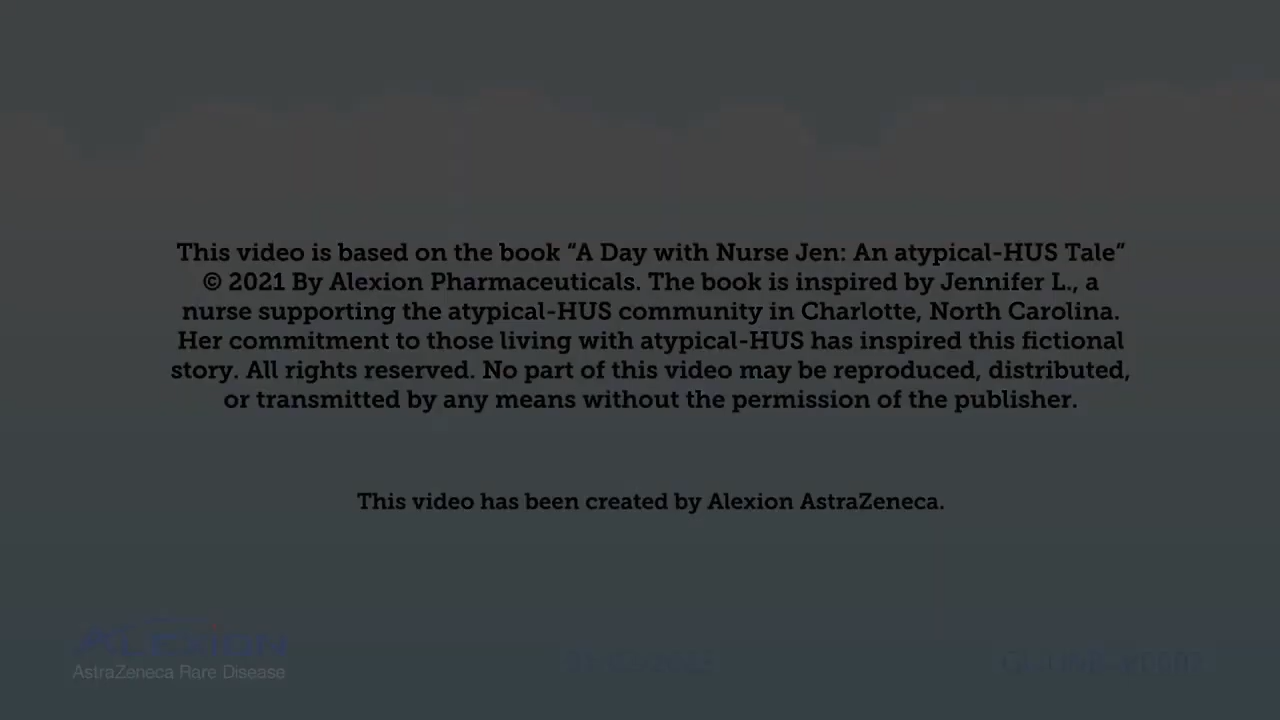 This video is based on the book “A Day with Nurse Jen: An atypical-HUS Tale”
© 2021 By Alexion Pharmaceuticals. The book is inspired by Jennifer L., a
nurse supporting the atypical-HUS community in Charlotte, North Carolina.
Her commitment to those living with atypical-HUS has inspired this fictional
story. All rights reserved. No part of this video may be reproduced, distributed,
or transmitted by any means without the permission of the publisher.
This video has been created by Alexion AstraZeneca.
ALEXION
AstraZeneca Rare Disease